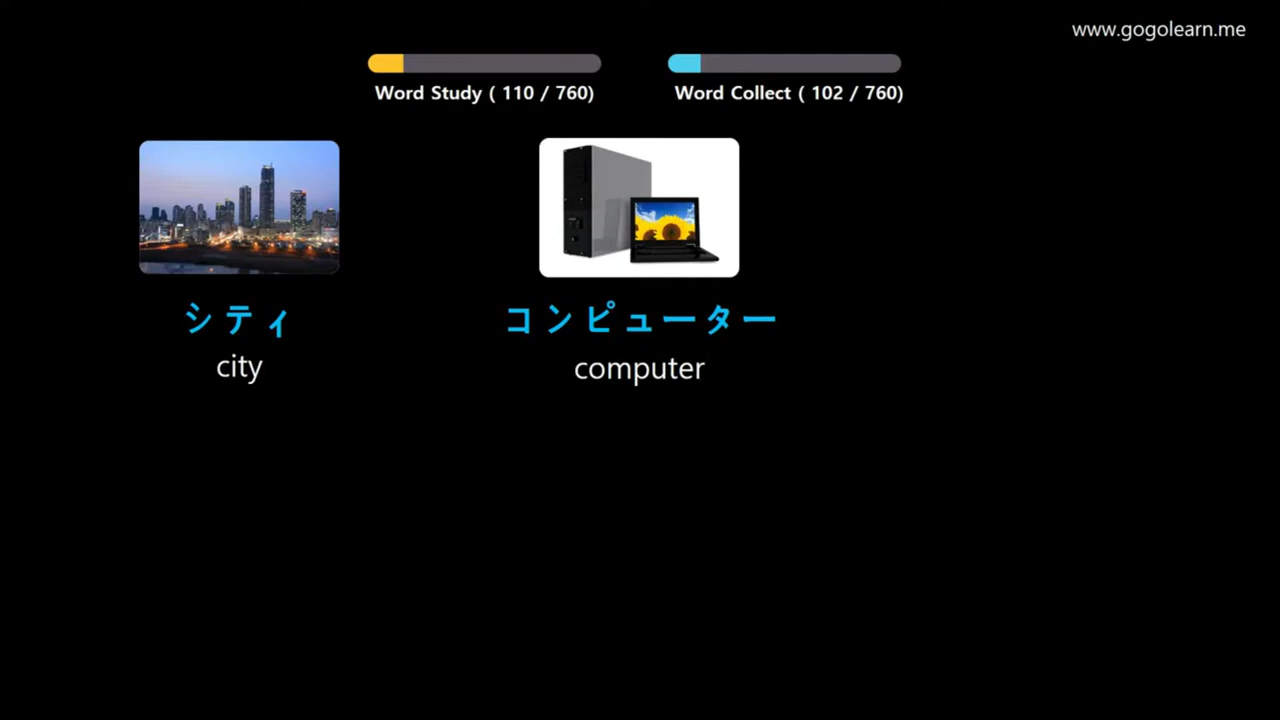 www.gogolearn.me
Word Study ( 110 / 760)
Word Collect ( 102 / 760)
シティ
city
コンピューター
computer